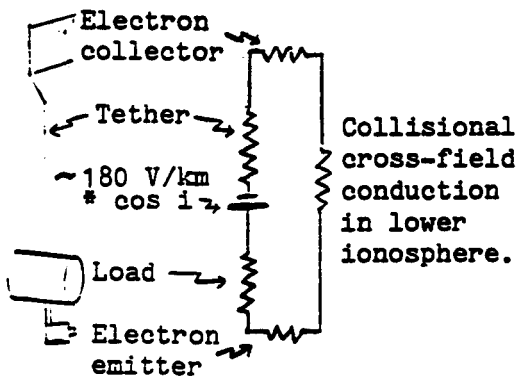 Electron
collector
Tether
~180 V/km
* cos i
Load
Electron
emitter
Collisional
cross-field
conduction
in lower
ionosphere.